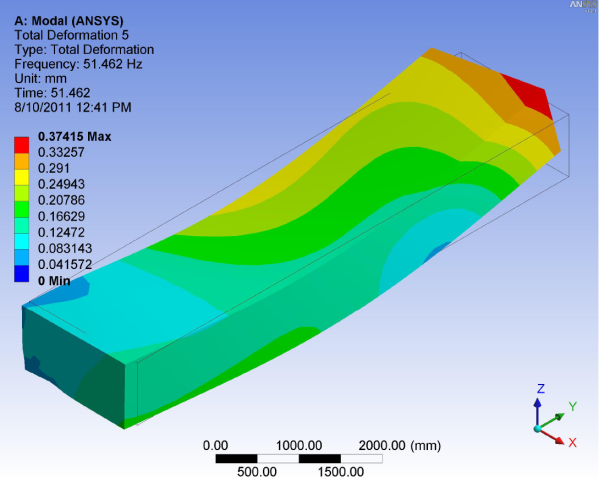 A: Modal (ANSYS)
Total Deformation 5
Type: Total Deformation
Frequency: 51.462 Hz
Unit: mm
Time: 51.462
8/10/2011 12:41 PM
0.37415 Max
0.33257
0.291
0.24943
0.20786
0.16629
0.12472
0.083143
0.041572
0 Min
Z
Y
X
0.00 1000.00 2000.00 (mm)
500.00 1500.00